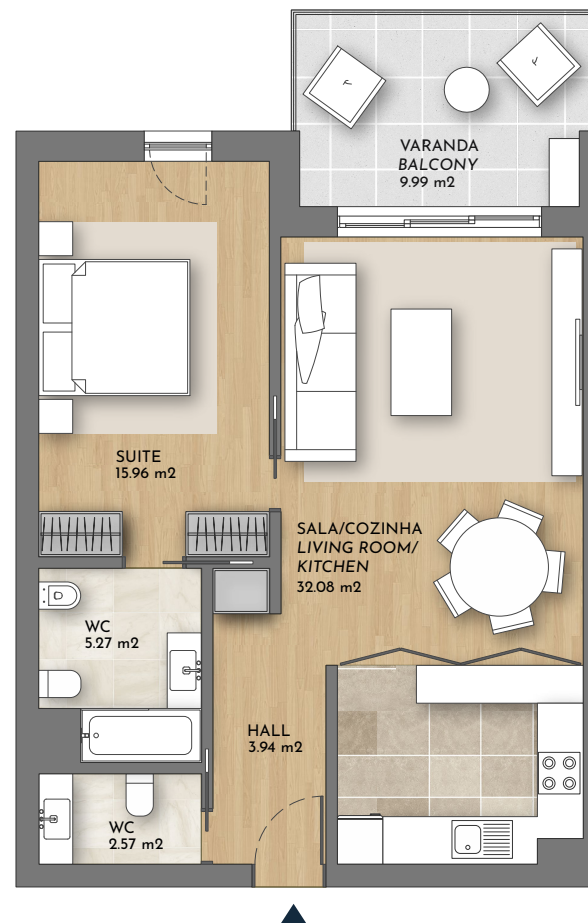 VARANDA
BALCONY
9.99 m2
SUITE
15.96 m2
SALA/COZINHA
LIVING ROOM/
KITCHEN
32.08 m2
WC
5.27 m2
HALL
3.94 m2
WC
2.57 m2